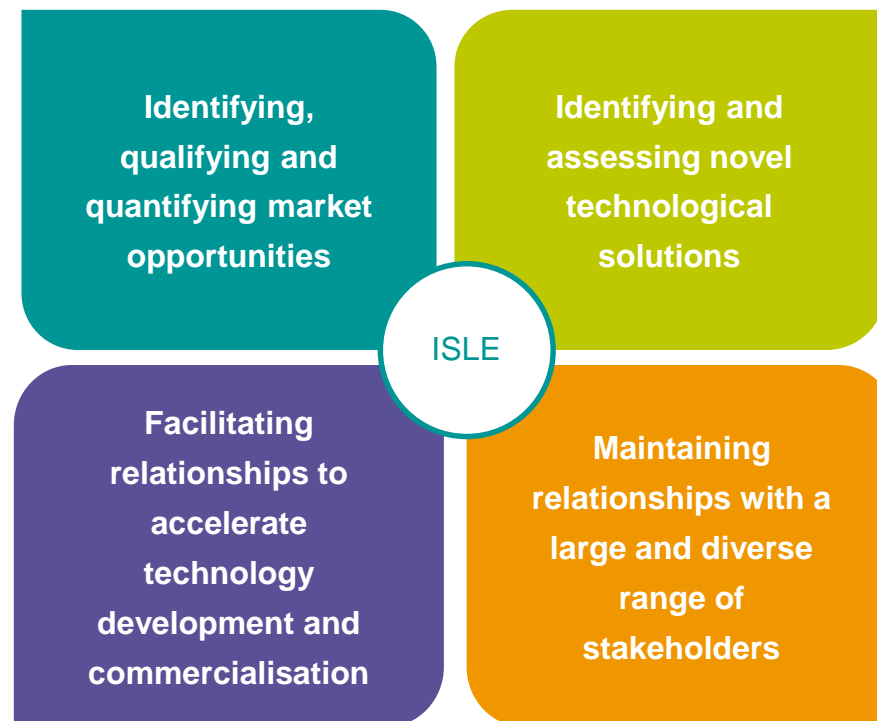 Identifying,
qualifying and
quantifying market
opportunities
Identifying and
assessing novel
technological
solutions
ISLE
Facilitating
relationships to
accelerate
technology
development and
commercialisation
Maintaining
relationships with a
large and diverse
range of
stakeholders